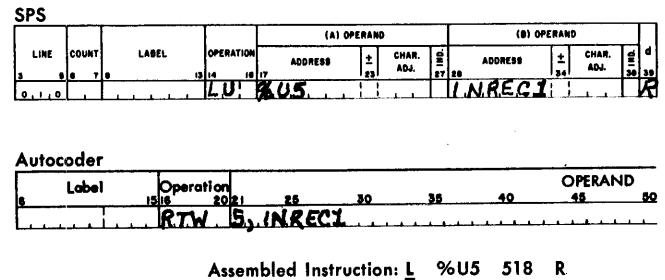 SPS
(A) OPERAND (B) OPERAND
LINE COUNT LABEL OPERATION ADDRESS ± CHAR. ADJ. IND. ADDRESS ± CHAR. ADJ. IND. d
3 5 6 7 8 13 14 16 17 23 27 28 34 38 39
0 1 0 LU %U5 INREC1 R
Autocoder
Label Operation OPERAND
6 15 16 20 21 25 30 35 40 45 50
RTW 5, INREC1
Assembled Instruction: L %U5 518 R